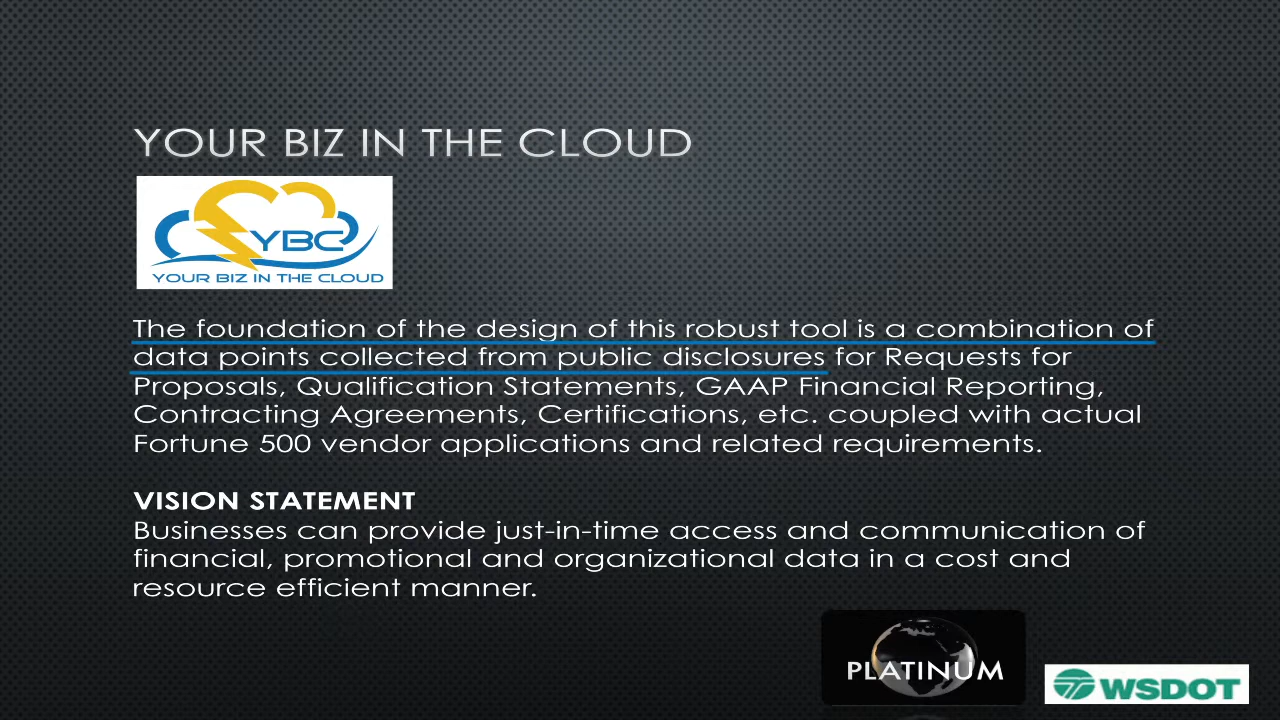 YOUR BIZ IN THE CLOUD
YBC
YOUR BIZ IN THE CLOUD
The foundation of the design of this robust tool is a combination of
data points collected from public disclosures for Requests for
Proposals, Qualification Statements, GAAP Financial Reporting,
Contracting Agreements, Certifications, etc. coupled with actual
Fortune 500 vendor applications and related requirements.
VISION STATEMENT
Businesses can provide just-in-time access and communication of
financial, promotional and organizational data in a cost and
resource efficient manner.
PLATINUM
WSDOT